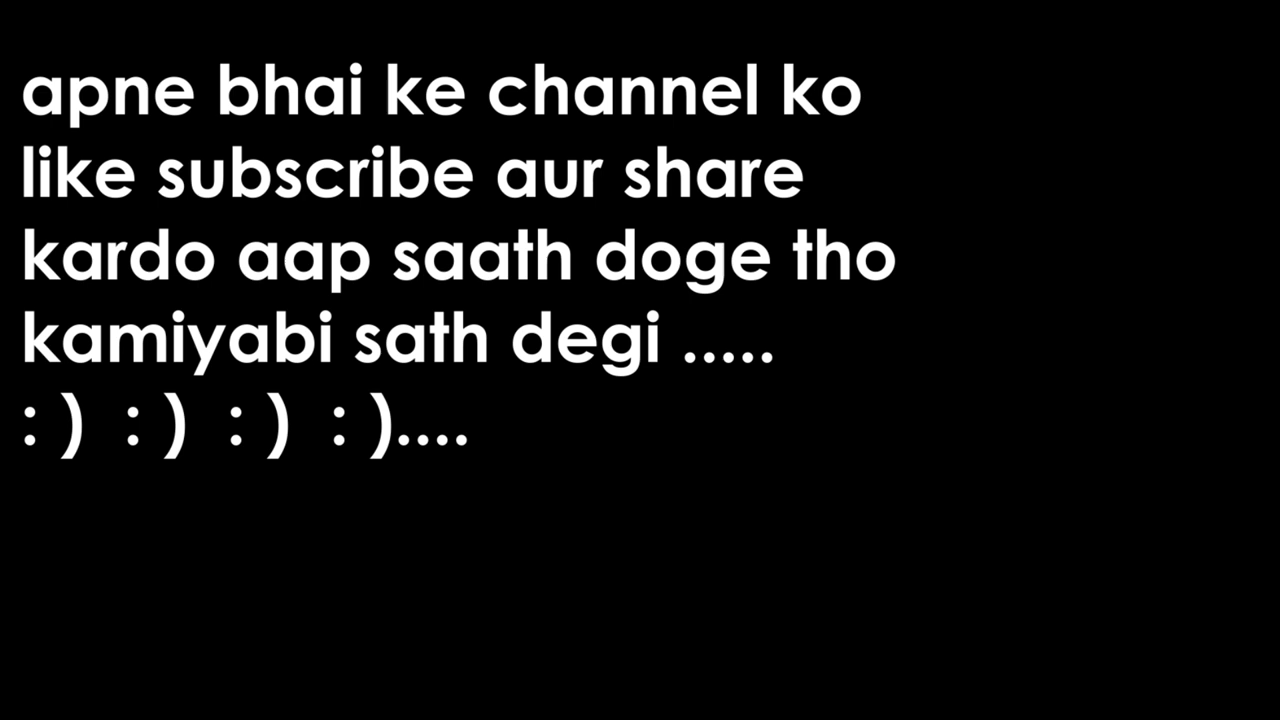 apne bhai ke channel ko
like subscribe aur share
kardo aap saath doge tho
kamiyabi sath degi .....
: )  : )  : )  : )....